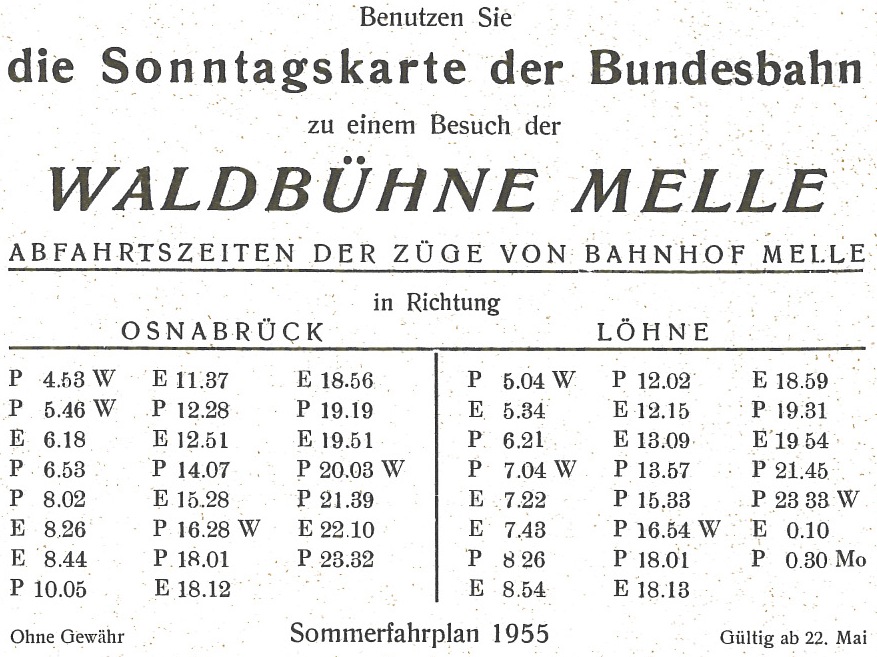 Benutzen Sie
die Sonntagskarte der Bundesbahn
zu einem Besuch der
WALDBÜHNE MELLE
ABFAHRTSZEITEN DER ZÜGE VON BAHNHOF MELLE
in Richtung
OSNABRÜCK LÖHNE
P 4.53 W E 11.37 E 18.56 P 5.04 W P 12.02 E 18.59
P 5.46 W P 12.28 P 19.19 E 5.34 E 12.15 P 19.31
E 6.18 E 12.51 E 19.51 P 6.21 E 13.09 E 19 54
P 6.53 P 14.07 P 20.03 W P 7.04 W P 13.57 P 21.45
P 8.02 E 15.28 P 21.39 E 7.22 P 15.33 P 23 33 W
E 8.26 P 16.28 W E 22.10 E 7.43 P 16.54 W E 0.10
E 8.44 P 18.01 P 23.32 P 8 26 P 18.01 P 0.30 Mo
P 10.05 E 18.12 E 8.54 E 18.13
Ohne Gewähr Sommerfahrplan 1955 Gültig ab 22. Mai